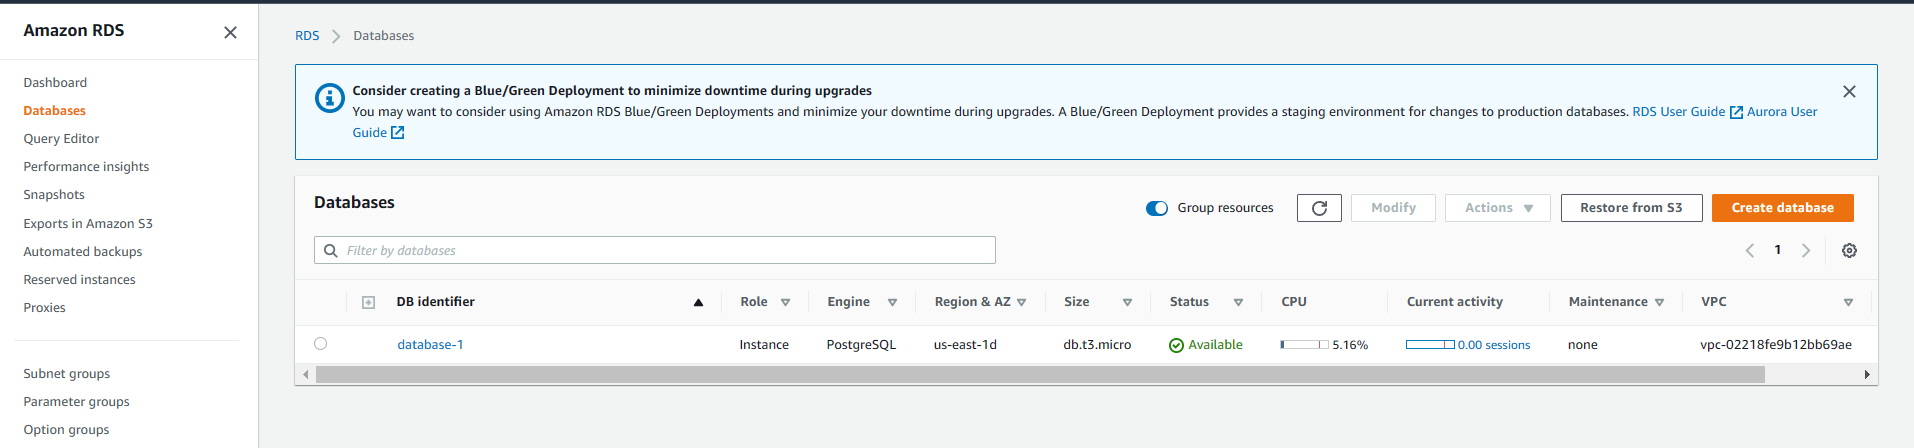 Amazon RDS
Dashboard
Databases
Query Editor
Performance insights
Snapshots
Exports in Amazon S3
Automated backups
Reserved instances
Proxies
Subnet groups
Parameter groups
Option groups
RDS Databases
Consider creating a Blue/Green Deployment to minimize downtime during upgrades
You may want to consider using Amazon RDS Blue/Green Deployments and minimize your downtime during upgrades. A Blue/Green Deployment provides a staging environment for changes to production databases. RDS User Guide Aurora User
Guide
Databases Group resources Modify Actions Restore from S3 Create database
Filter by databases 1
DB identifier Role Engine Region & AZ Size Status CPU Current activity Maintenance VPC
database-1 Instance PostgreSQL us-east-1d db.t3.micro Available 5.16% 0.00 sessions none vpc-02218fe9b12bb69ae